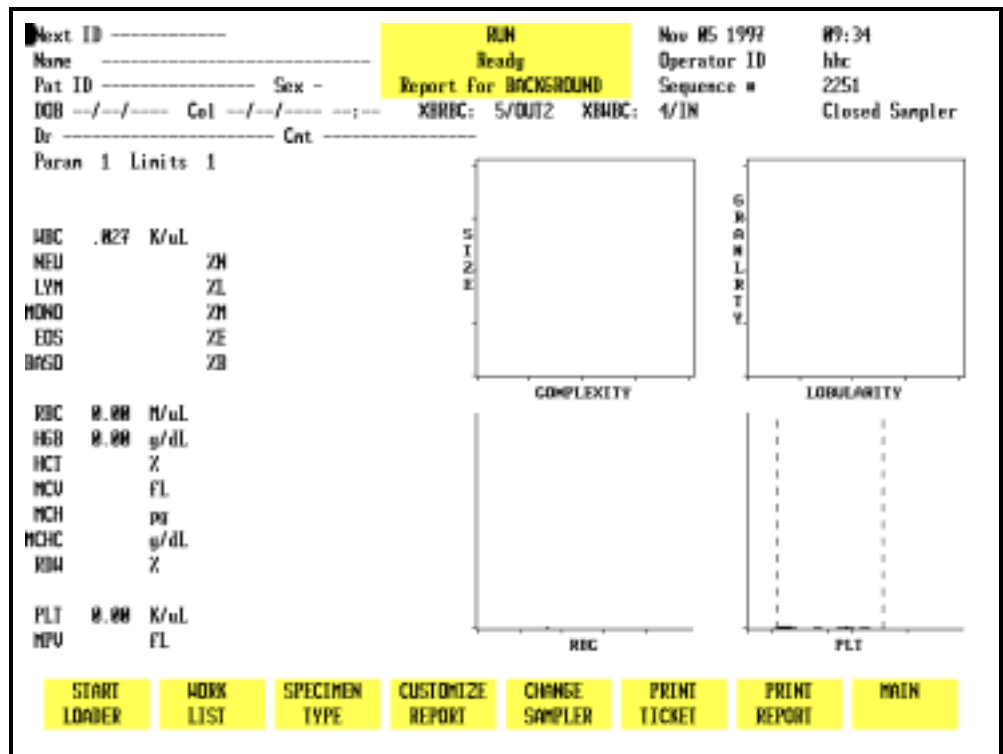 Next ID ------------- RUN Nov 05 1997 09:34
Name ---------------------------- Ready Operator ID hhc
Pat ID ---------------- Sex - Report for BACKGROUND Sequence # 2251
DOB --/--/---- Col --/--/---- --:-- XBRBC: 5/OUT2 XBWBC: 4/IN Closed Sampler
Dr ---------------------- Cmt ----------------
Param 1 Limits 1
WBC .027 K/uL
NEU %N
LYM %L
MONO %M
EOS %E
BASO %B
SIZE
COMPLEXITY
GRANLRTY
LOBULARITY
RBC 0.00 M/uL
HGB 0.00 g/dL
HCT %
MCV fL
MCH pg
MCHC g/dL
RDW %
PLT 0.00 K/uL
MPV fL
RBC
PLT
START LOADER
WORK LIST
SPECIMEN TYPE
CUSTOMIZE REPORT
CHANGE SAMPLER
PRINT TICKET
PRINT REPORT
MAIN